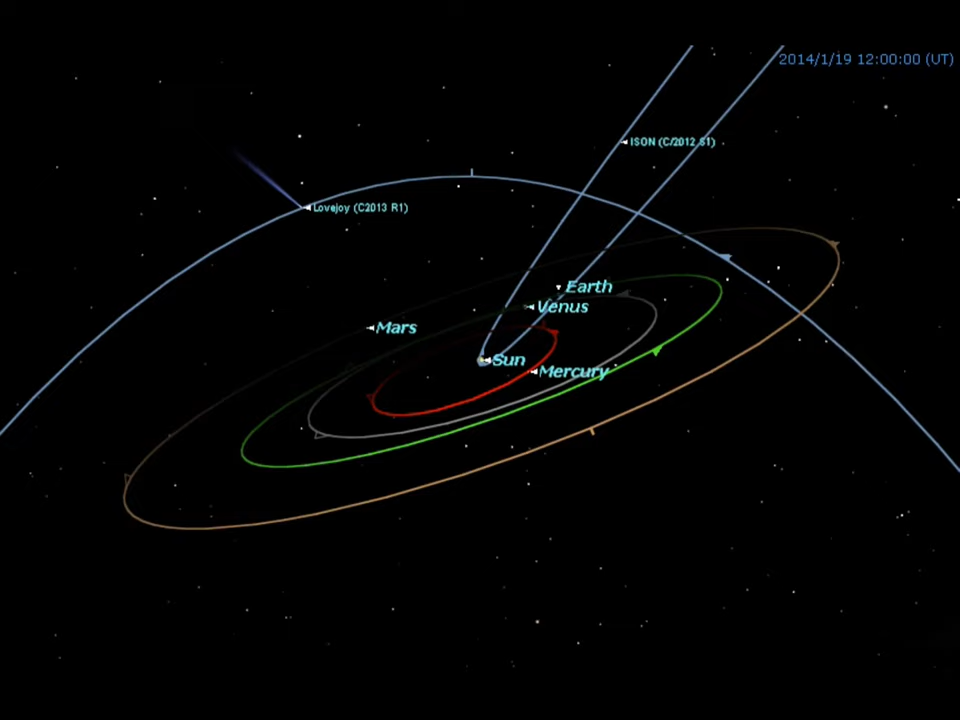 2014/1/19 12:00:00 (UT)
ISON (C/2012 S1)
Lovejoy (C2013 R1)
Earth
Venus
Mars
Sun
Mercury